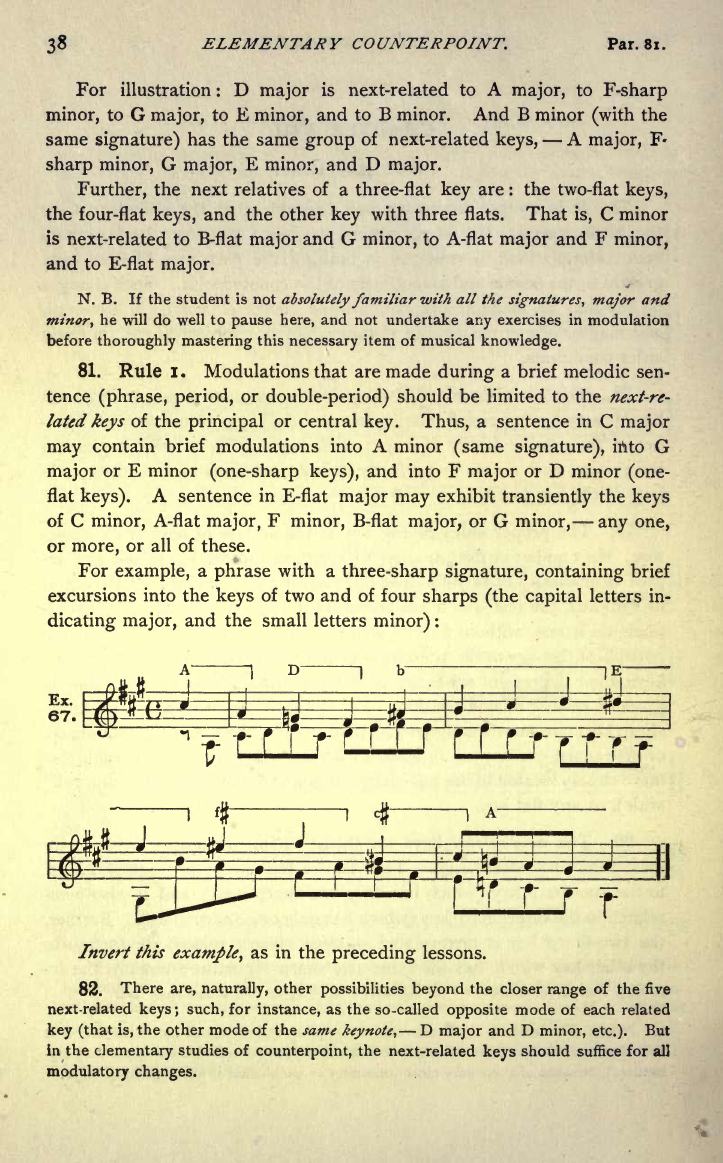 38 ELEMENTARY COUNTERPOINT. Par. 81.
For illustration: D major is next-related to A major, to F-sharp
minor, to G major, to E minor, and to B minor. And B minor (with the
same signature) has the same group of next-related keys, — A major, F-
sharp minor, G major, E minor, and D major.
Further, the next relatives of a three-flat key are: the two-flat keys,
the four-flat keys, and the other key with three flats. That is, C minor
is next-related to B-flat major and G minor, to A-flat major and F minor,
and to E-flat major.
N. B. If the student is not absolutely familiar with all the signatures, major and
minor, he will do well to pause here, and not undertake any exercises in modulation
before thoroughly mastering this necessary item of musical knowledge.
81. Rule 1. Modulations that are made during a brief melodic sen-
tence (phrase, period, or double-period) should be limited to the next-re-
lated keys of the principal or central key. Thus, a sentence in C major
may contain brief modulations into A minor (same signature), into G
major or E minor (one-sharp keys), and into F major or D minor (one-
flat keys). A sentence in E-flat major may exhibit transiently the keys
of C minor, A-flat major, F minor, B-flat major, or G minor,— any one,
or more, or all of these.
For example, a phrase with a three-sharp signature, containing brief
excursions into the keys of two and of four sharps (the capital letters in-
dicating major, and the small letters minor):
A D b E
Ex.
67.
f♯ c♯ A
Invert this example, as in the preceding lessons.
82. There are, naturally, other possibilities beyond the closer range of the five
next-related keys; such, for instance, as the so-called opposite mode of each related
key (that is, the other mode of the same keynote,— D major and D minor, etc.). But
in the elementary studies of counterpoint, the next-related keys should suffice for all
modulatory changes.